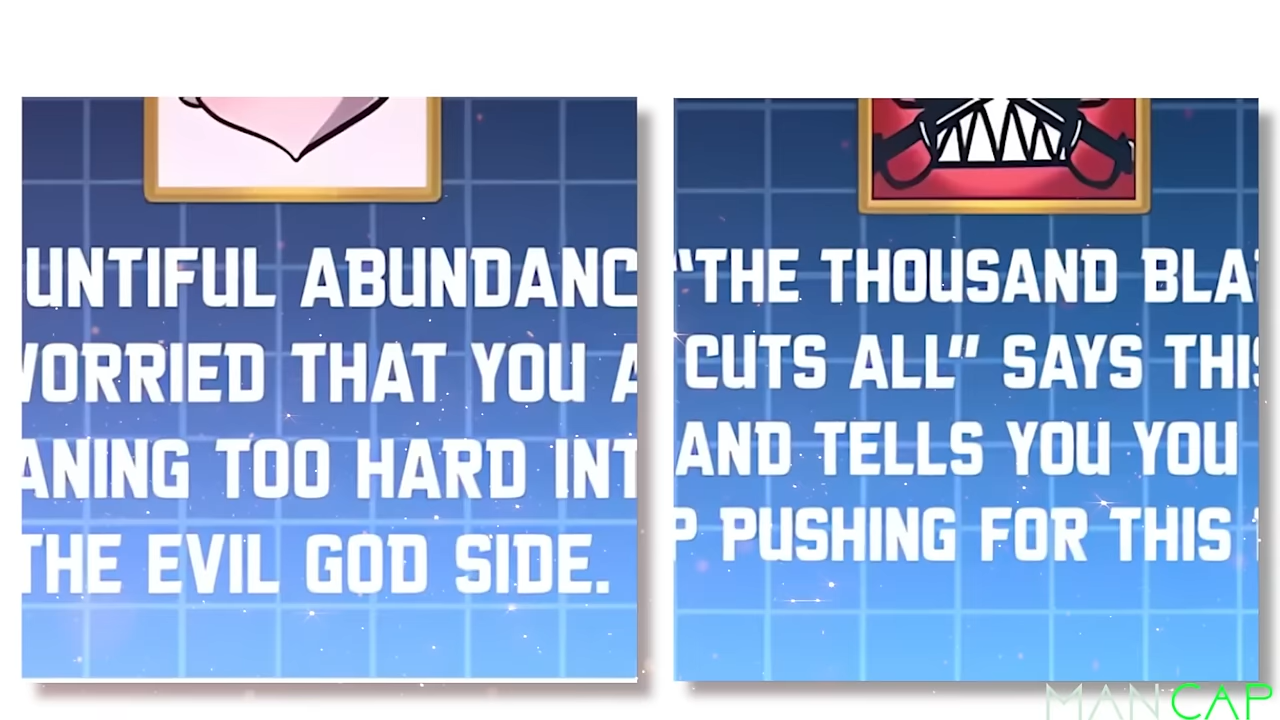 UNTIFUL ABUNDANC
WORRIED THAT YOU A
ANING TOO HARD INT
THE EVIL GOD SIDE.
"THE THOUSAND BLA
CUTS ALL" SAYS THIS
AND TELLS YOU YOU
P PUSHING FOR THIS
MANCAP